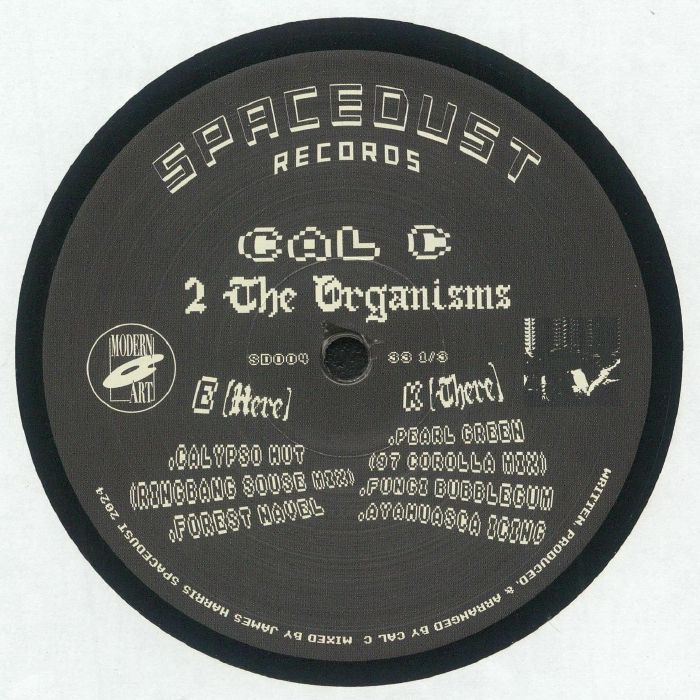 SPACEDUST
RECORDS
CAL C
2 The Organisms
SD004 33 1/3
MODERN
ART
E [Here]
.CALYPSO HUT
(RINGBANG SOUSE MIX)
.FOREST NAVEL
K [There]
.PEARL GREEN
(97 COROLLA MIX)
.FUNGI BUBBLEGUM
.AYAHUASCA ICING
WRITTEN, PRODUCED, & ARRANGED BY CAL C MIXED BY JAMES HARRIS SPACEDUST 2024